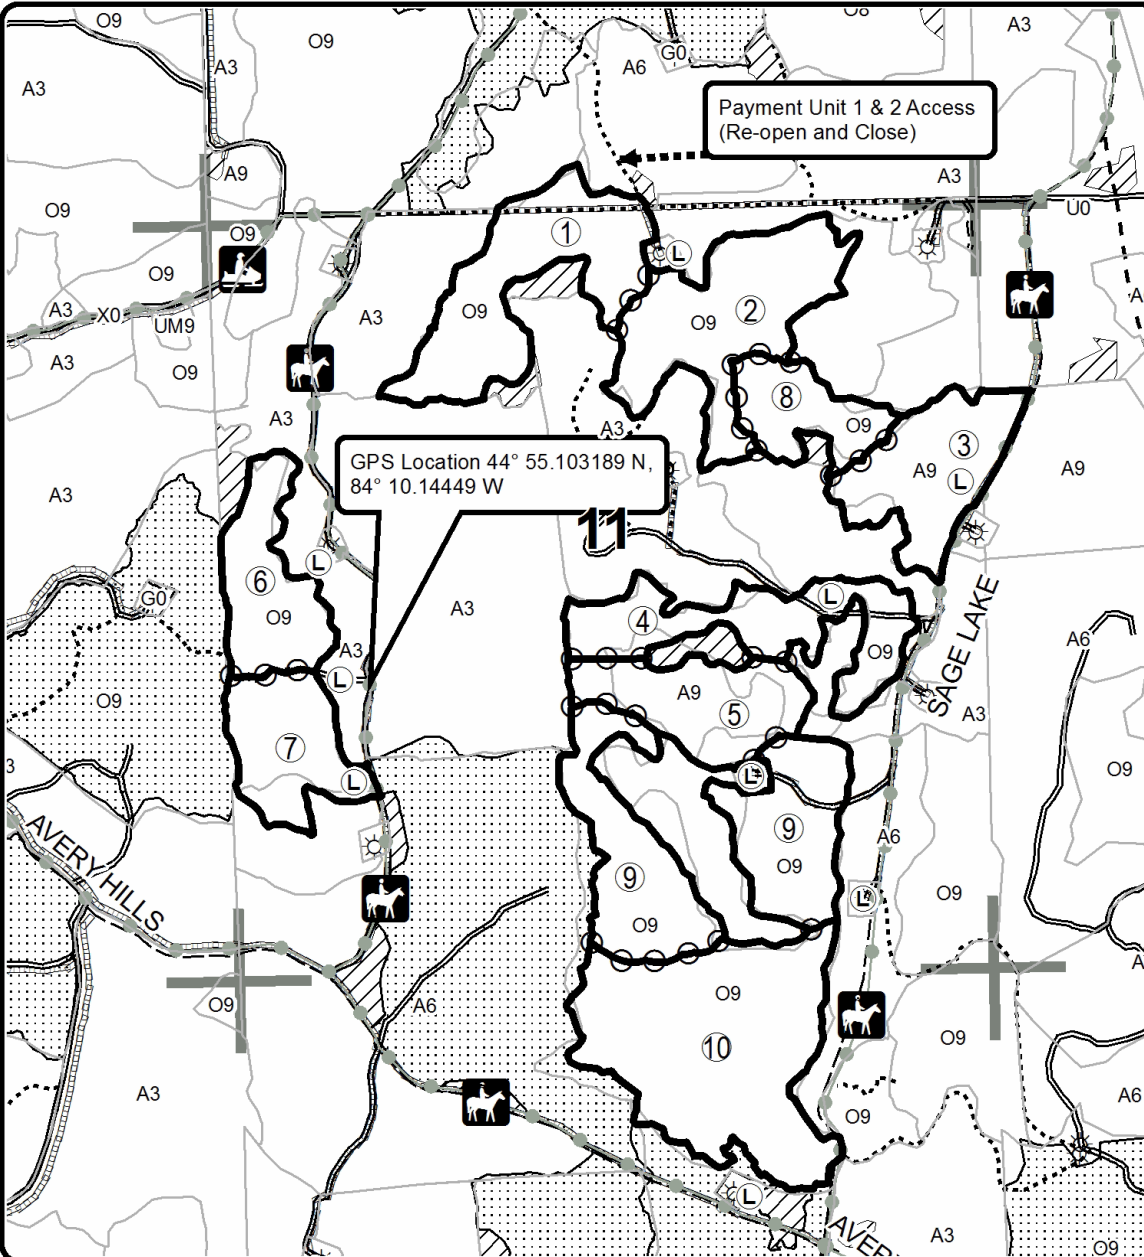 O9
O9
O8
A3
A3
A3
A6
G0
Payment Unit 1 & 2 Access
(Re-open and Close)
A9
A3
O9
U0
O9
1
L
O9
A3
X0
UM9
A3
O9
2
O9
A3
O9
8
A3
O9
A3
3
A9
L
A9
A3
GPS Location 44° 55.103189 N,
84° 10.14449 W
11
L
6
G0
O9
A3
4
L
SAGE LAKE
A6
A3
L
O9
O9
A9
5
A3
7
L
L
O9
3
AVERY HILLS
9
O9
A6
9
O9
L
O9
O9
A6
O9
A
10
O9
A3
A6
O9
L
AVER
A3
O9